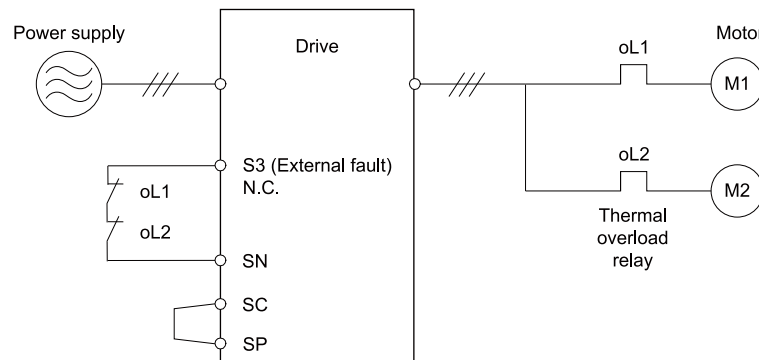 Power supply
Drive
oL1
Motor
M1
S3 (External fault)
N.C.
oL1
oL2
oL2
M2
Thermal
overload
relay
SN
SC
SP